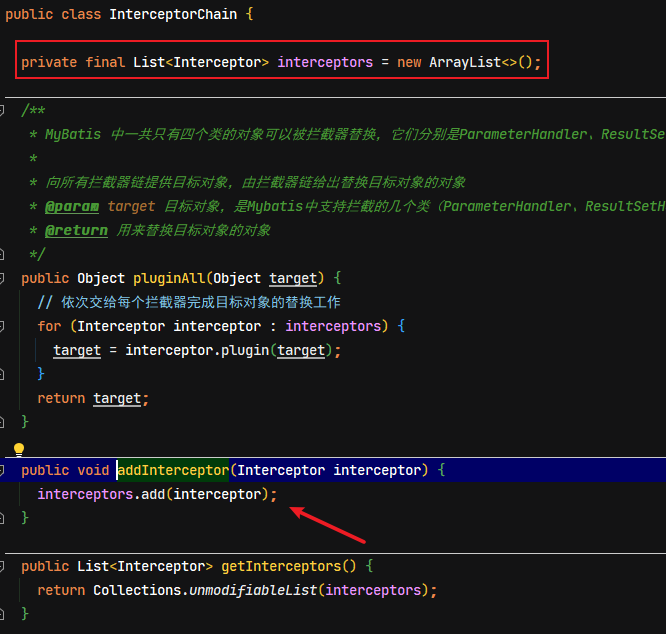 public class InterceptorChain {
private final List<Interceptor> interceptors = new ArrayList<>();
/**
* MyBatis 中一共只有四个类的对象可以被拦截器替换，它们分别是ParameterHandler、ResultSe
*
* 向所有拦截器链提供目标对象，由拦截器链给出替换目标对象的对象
* @param target 目标对象，是Mybatis中支持拦截的几个类（ParameterHandler、ResultSetH
* @return 用来替换目标对象的对象
*/
public Object pluginAll(Object target) {
// 依次交给每个拦截器完成目标对象的替换工作
for (Interceptor interceptor : interceptors) {
target = interceptor.plugin(target);
}
return target;
}
public void addInterceptor(Interceptor interceptor) {
interceptors.add(interceptor);
}
public List<Interceptor> getInterceptors() {
return Collections.unmodifiableList(interceptors);
}